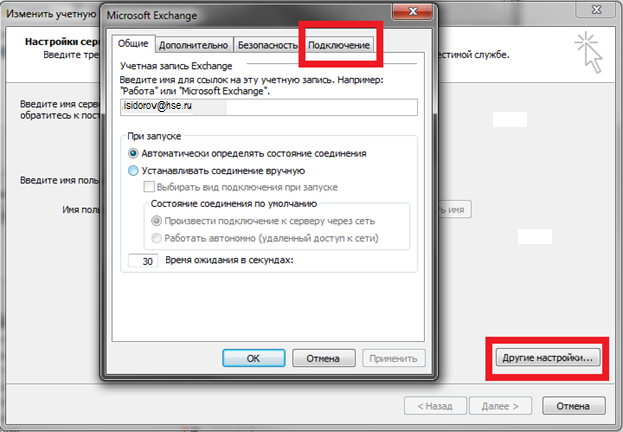 Изменить учетную
Microsoft Exchange
Настройки серв
Введите тре
естимой службе.
Общие
Дополнительно
Безопасность
Подключение
Учетная запись Exchange
Введите имя для ссылок на эту учетную запись. Например:
"Работа" или "Microsoft Exchange".
isidorov@hse.ru
Введите имя серве
обратитесь к пост
При запуске
Автоматически определять состояние соединения
Устанавливать соединение вручную
Выбирать вид подключения при запуске
Введите имя польз
Состояние соединения по умолчанию
Имя поль
ть имя
Произвести подключение к серверу через сеть
Работать автономно (удаленный доступ к сети)
30 Время ожидания в секундах:
OK
Отмена
Применить
Другие настройки...
< Назад
Далее >
Отмена